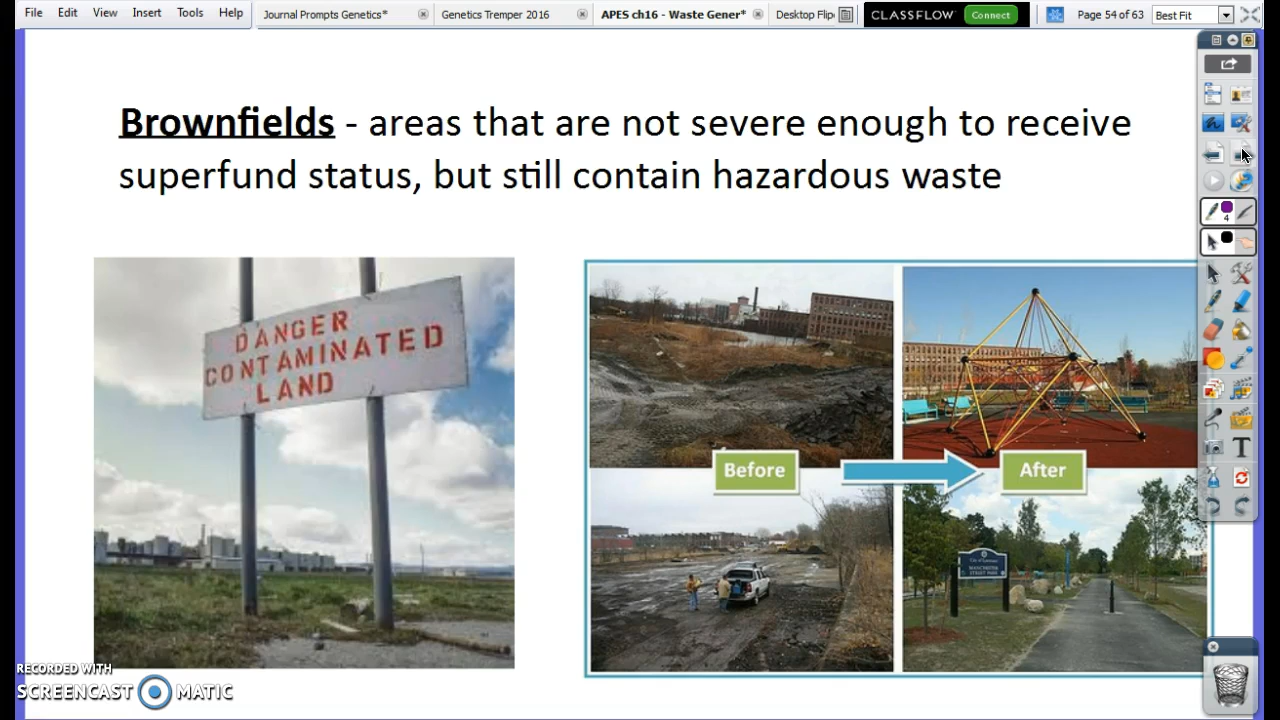 File Edit View Insert Tools Help
Journal Prompts Genetics*
Genetics Tremper 2016
APES ch16 - Waste Gener*
Desktop Flip
CLASSFLOW Connect
Page 54 of 63
Best Fit
Brownfields - areas that are not severe enough to receive
superfund status, but still contain hazardous waste
DANGER
CONTAMINATED
LAND
Before
After
4
T
RECORDED WITH
SCREENCAST MATIC